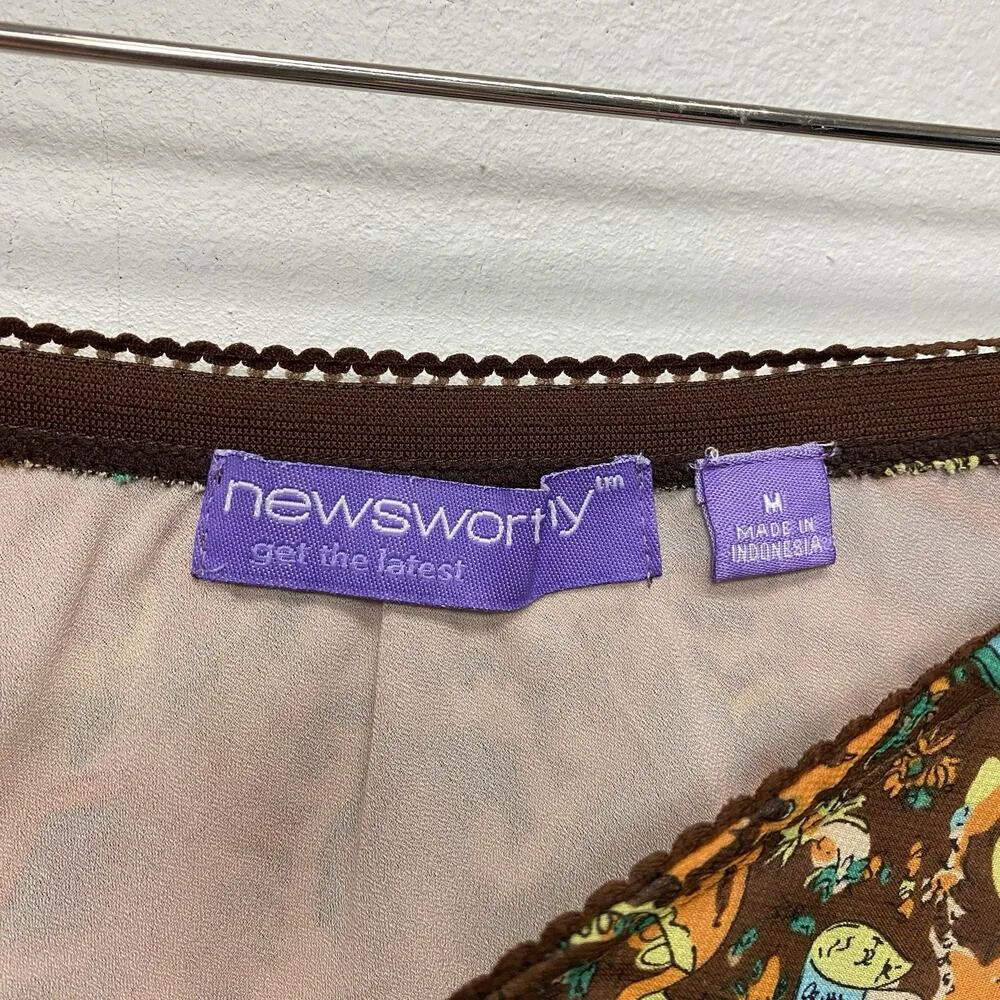 newsworthy™
get the latest
M
MADE IN
INDONESIA